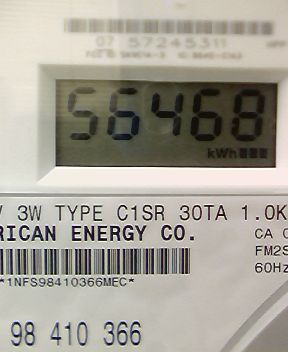 07 57245311
56468
kWh
3W TYPE C1SR 30TA 1.0K
RICAN ENERGY CO.
CA
FM2S
60Hz
*1NFS98410366MEC*
98 410 366